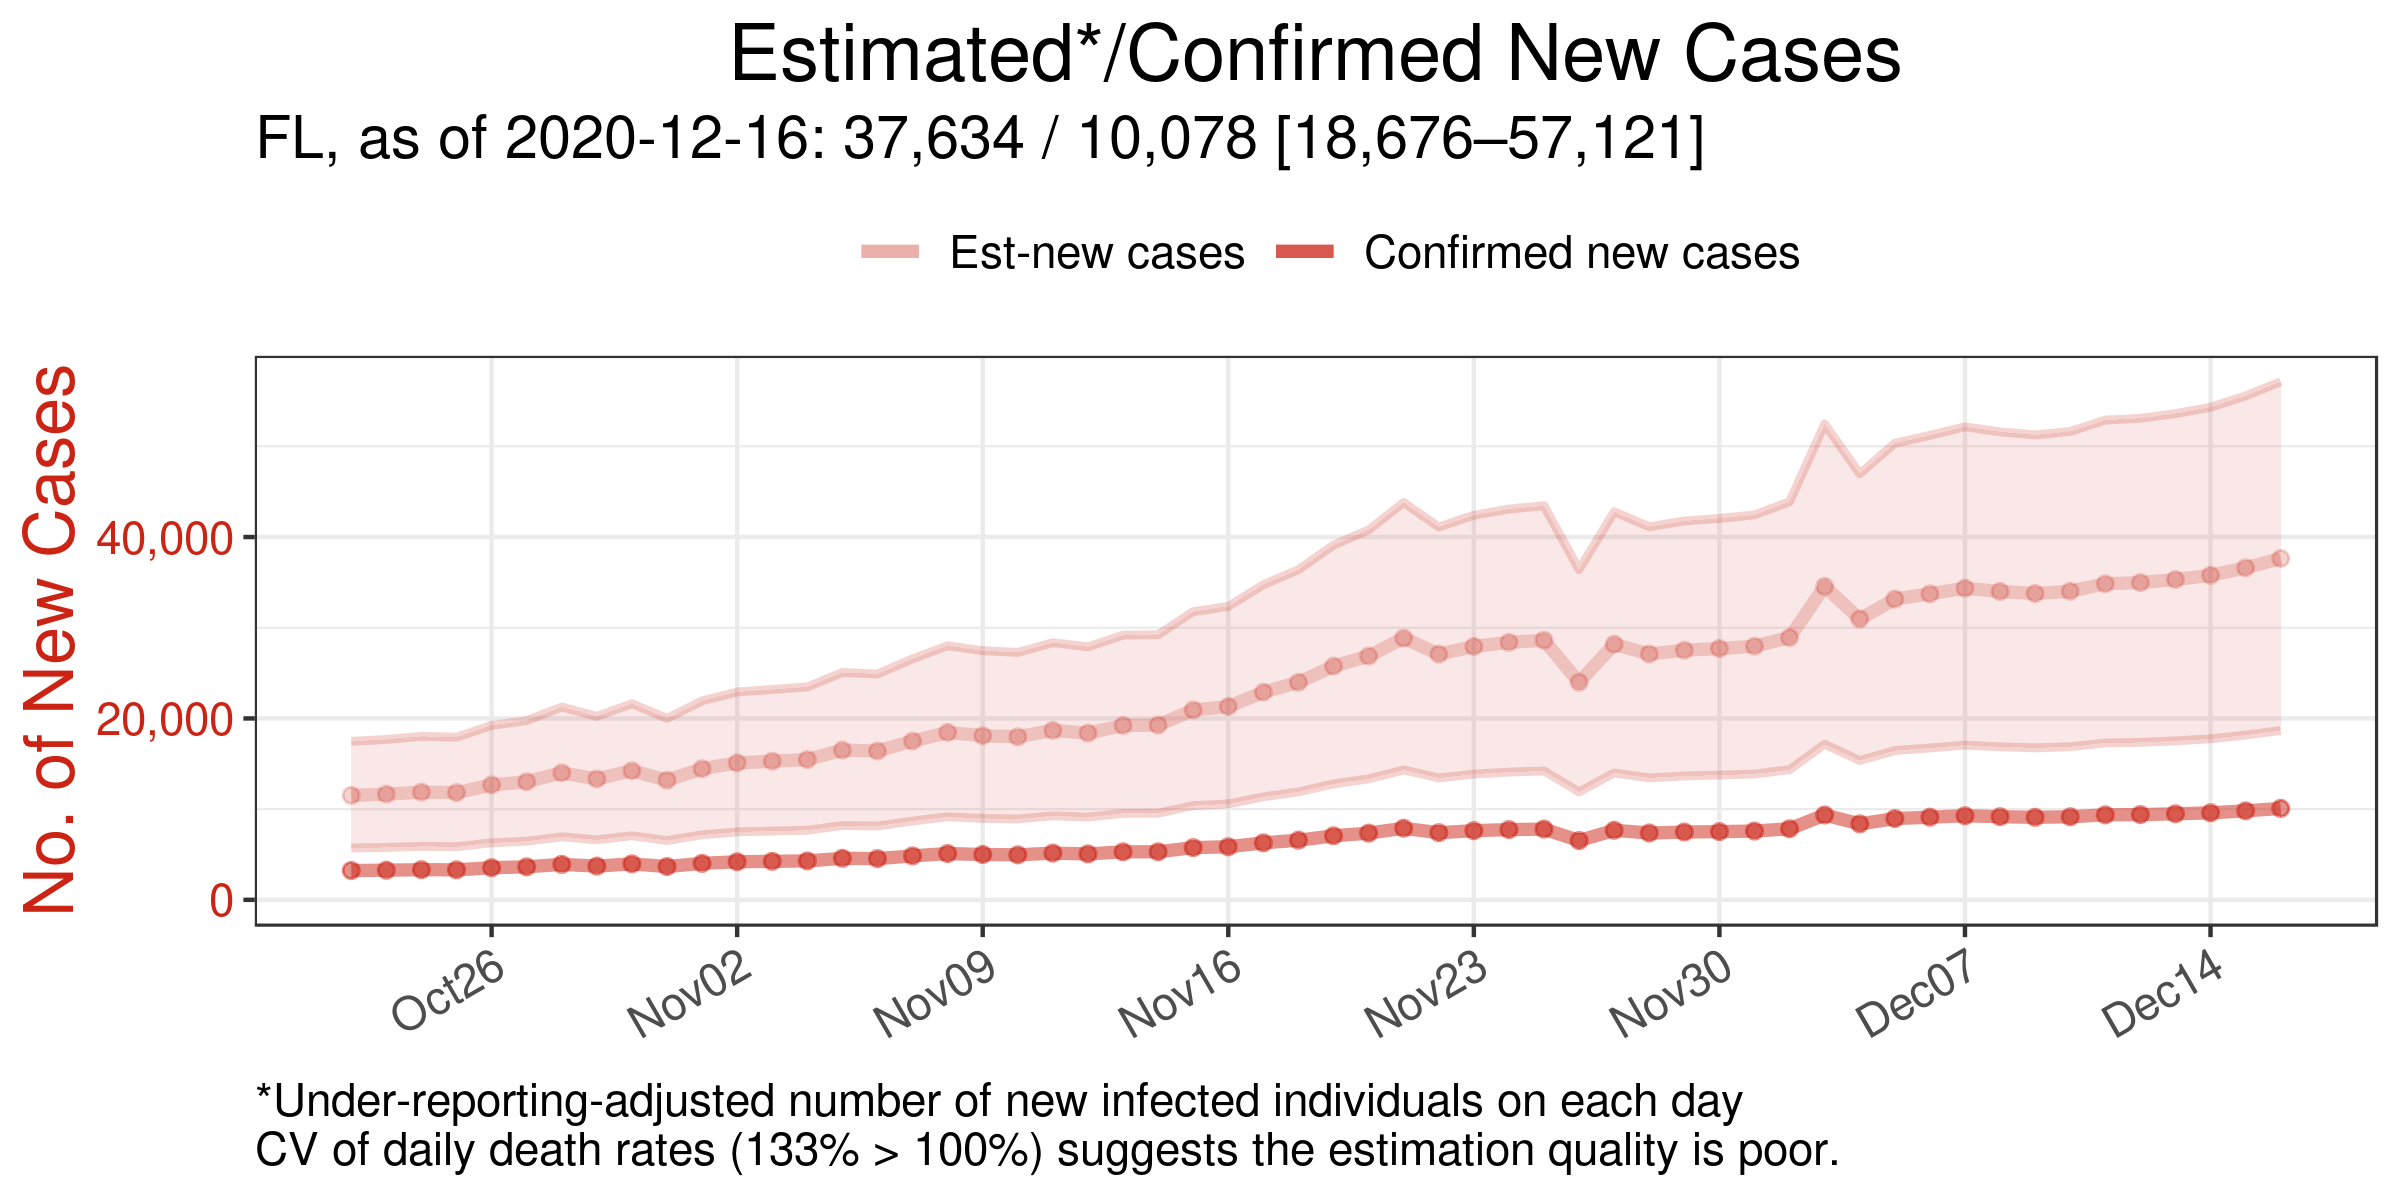 Estimated*/Confirmed New Cases
FL, as of 2020-12-16: 37,634 / 10,078 [18,676–57,121]
Est-new cases
Confirmed new cases
No. of New Cases
40,000
20,000
0
Oct26
Nov02
Nov09
Nov16
Nov23
Nov30
Dec07
Dec14
*Under-reporting-adjusted number of new infected individuals on each day
CV of daily death rates (133% > 100%) suggests the estimation quality is poor.